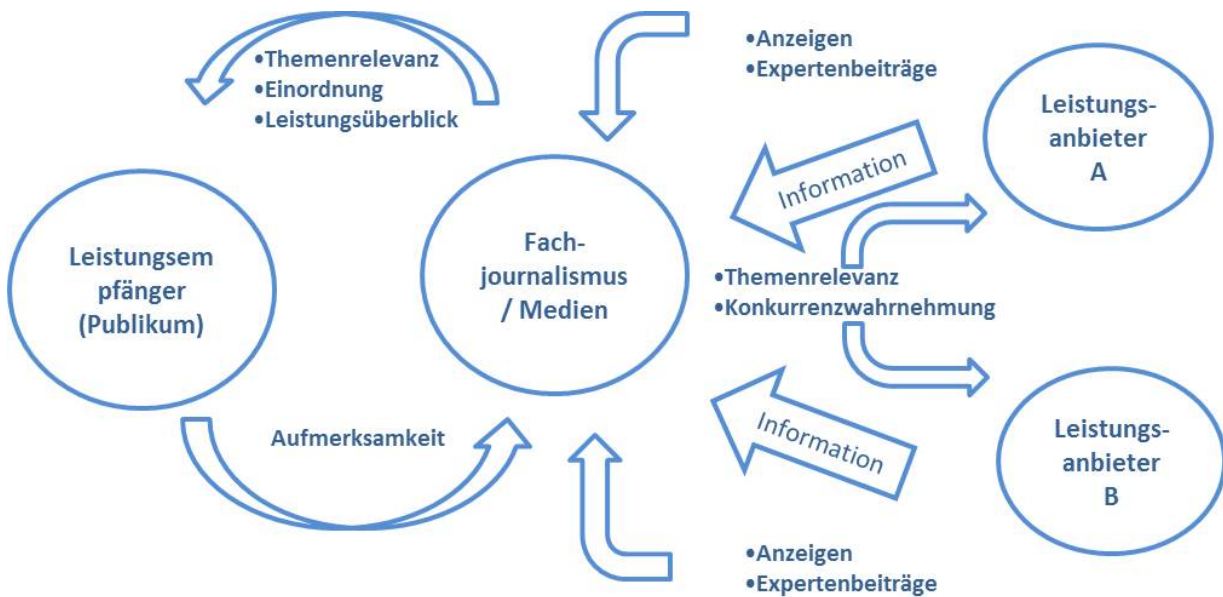 •Themenrelevanz
•Einordnung
•Leistungsüberblick
•Anzeigen
•Expertenbeiträge
Leistungs-
anbieter
A
Information
Leistungsem
pfänger
(Publikum)
Fach-
journalismus
/ Medien
•Themenrelevanz
•Konkurrenzwahrnehmung
Aufmerksamkeit
Information
Leistungs-
anbieter
B
•Anzeigen
•Expertenbeiträge